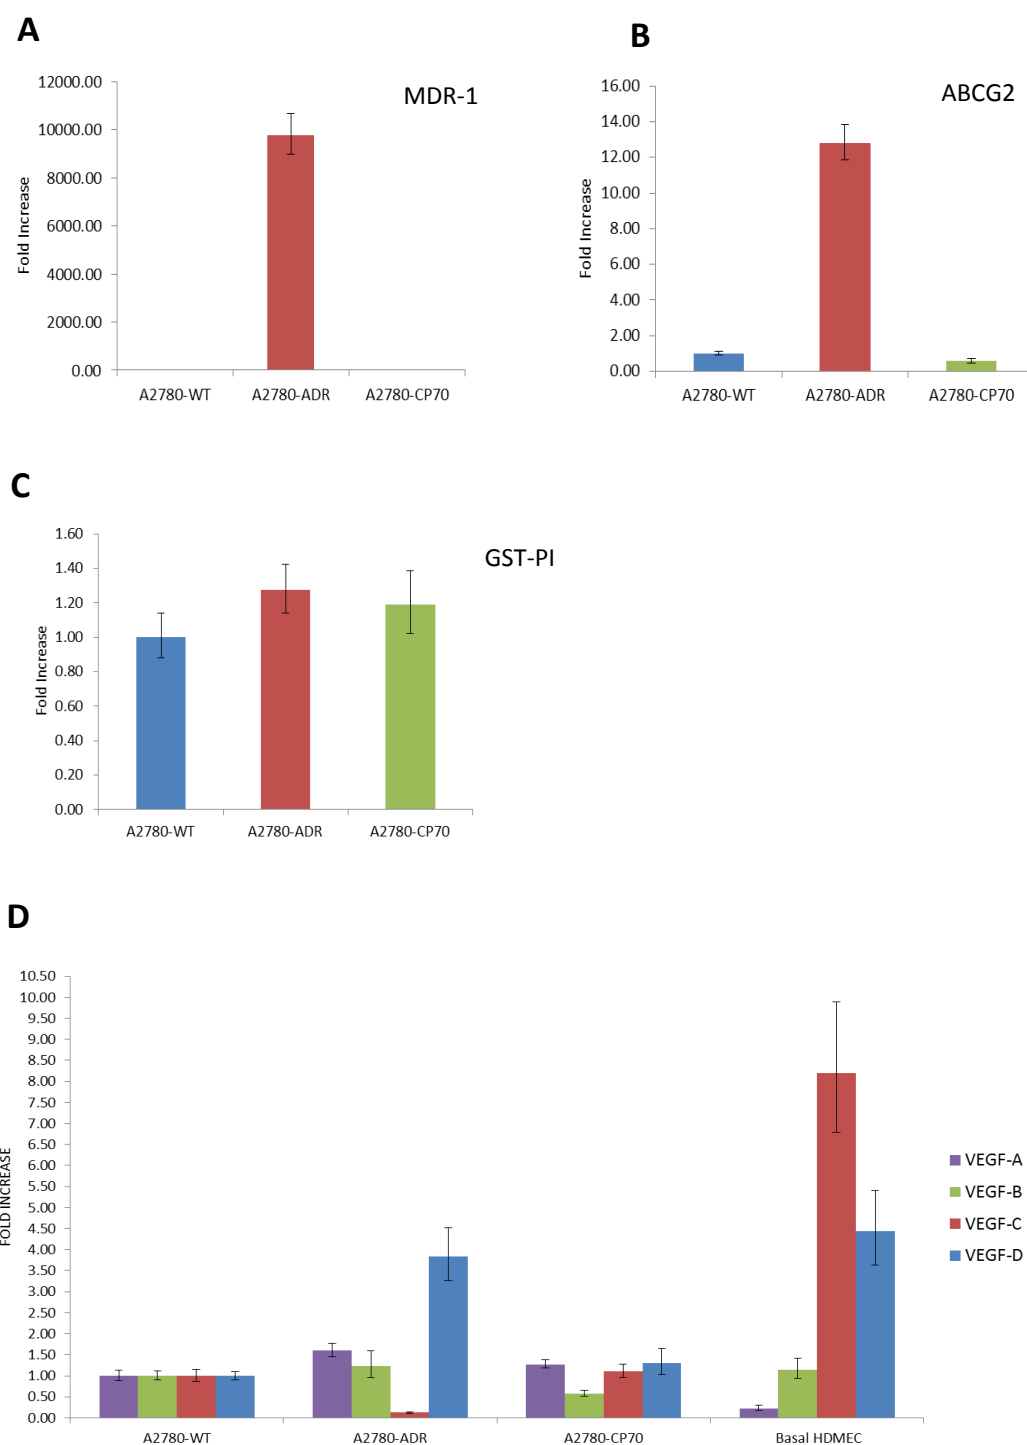 A
MDR-1
Fold Increase
12000.00
10000.00
8000.00
6000.00
4000.00
2000.00
0.00
A2780-WT
A2780-ADR
A2780-CP70
B
ABCG2
Fold Increase
16.00
14.00
12.00
10.00
8.00
6.00
4.00
2.00
0.00
A2780-WT
A2780-ADR
A2780-CP70
C
GST-PI
Fold Increase
1.60
1.40
1.20
1.00
0.80
0.60
0.40
0.20
0.00
A2780-WT
A2780-ADR
A2780-CP70
D
FOLD INCREASE
10.50
10.00
9.50
9.00
8.50
8.00
7.50
7.00
6.50
6.00
5.50
5.00
4.50
4.00
3.50
3.00
2.50
2.00
1.50
1.00
0.50
0.00
A2780-WT
A2780-ADR
A2780-CP70
Basal HDMEC
VEGF-A
VEGF-B
VEGF-C
VEGF-D